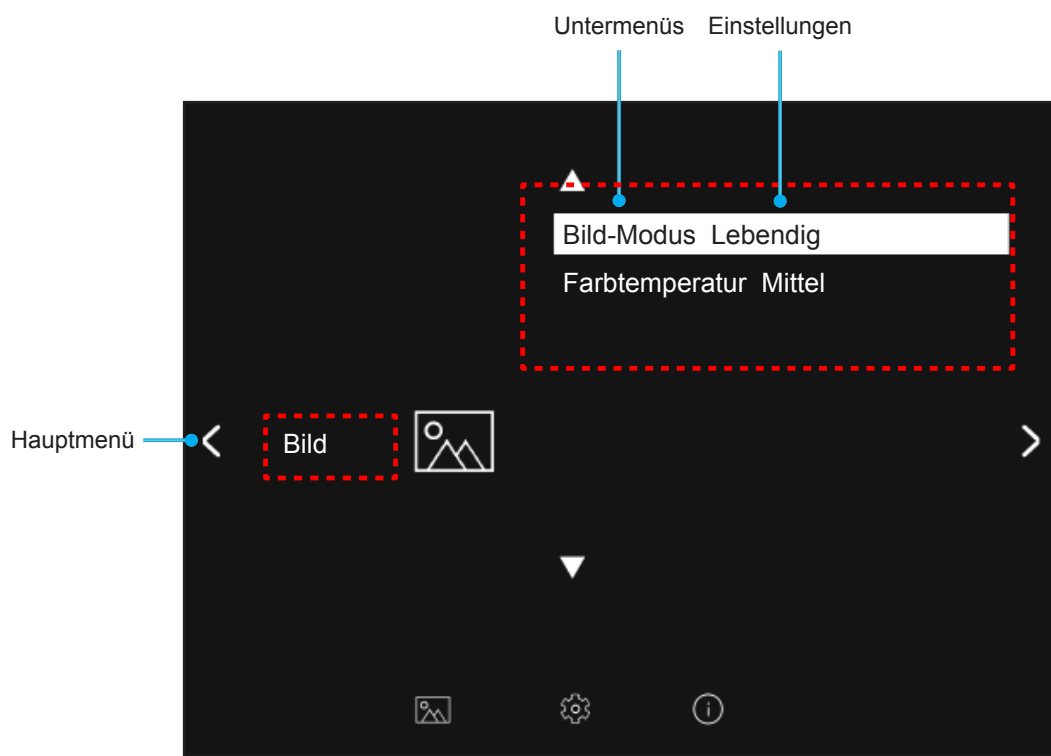 Untermenüs Einstellungen
Bild-Modus Lebendig
Farbtemperatur Mittel
Hauptmenü
Bild